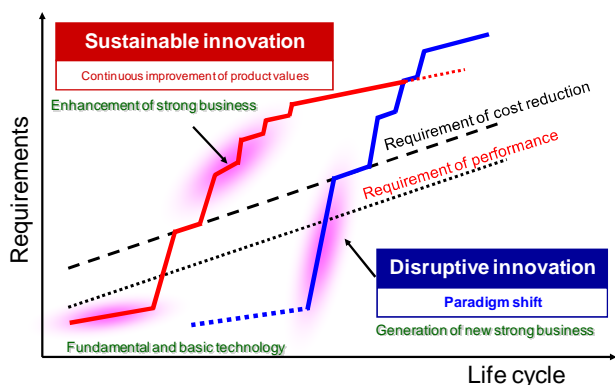 Sustainable innovation
Continuous improvement of product values
Enhancement of strong business
Requirement of cost reduction
Requirement of performance
Requirements
Disruptive innovation
Paradigm shift
Generation of new strong business
Fundamental and basic technology
Life cycle